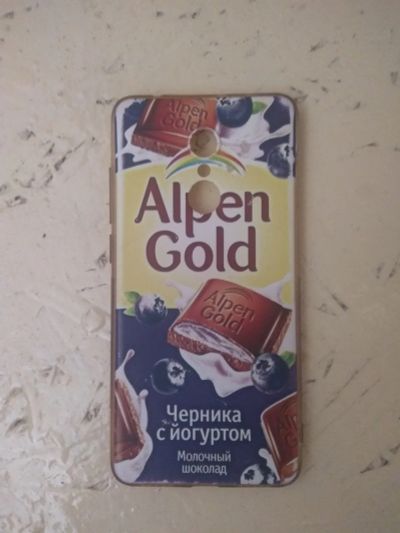 Alpen
Gold
Alpen
Gold
Alpen
Gold
Черника
с йогуртом
Молочный
шоколад